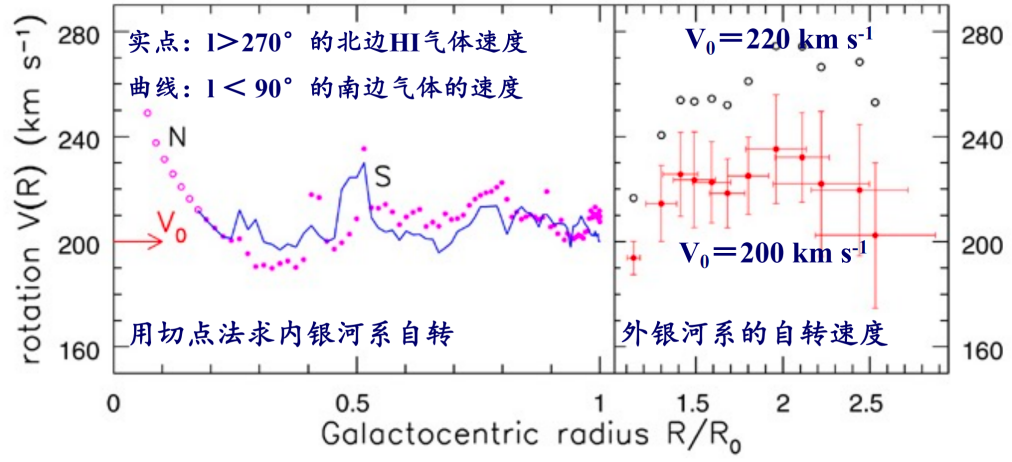 280
240
200
160
rotation V(R) (km s⁻¹)
实点：l＞270°的北边HI气体速度
曲线：l＜90°的南边气体的速度
N
S
V₀
用切点法求内银河系自转
V₀＝220 km s⁻¹
V₀＝200 km s⁻¹
外银河系的自转速度
280
240
200
160
0
0.5
1
1.5
2
2.5
Galactocentric radius R/R₀